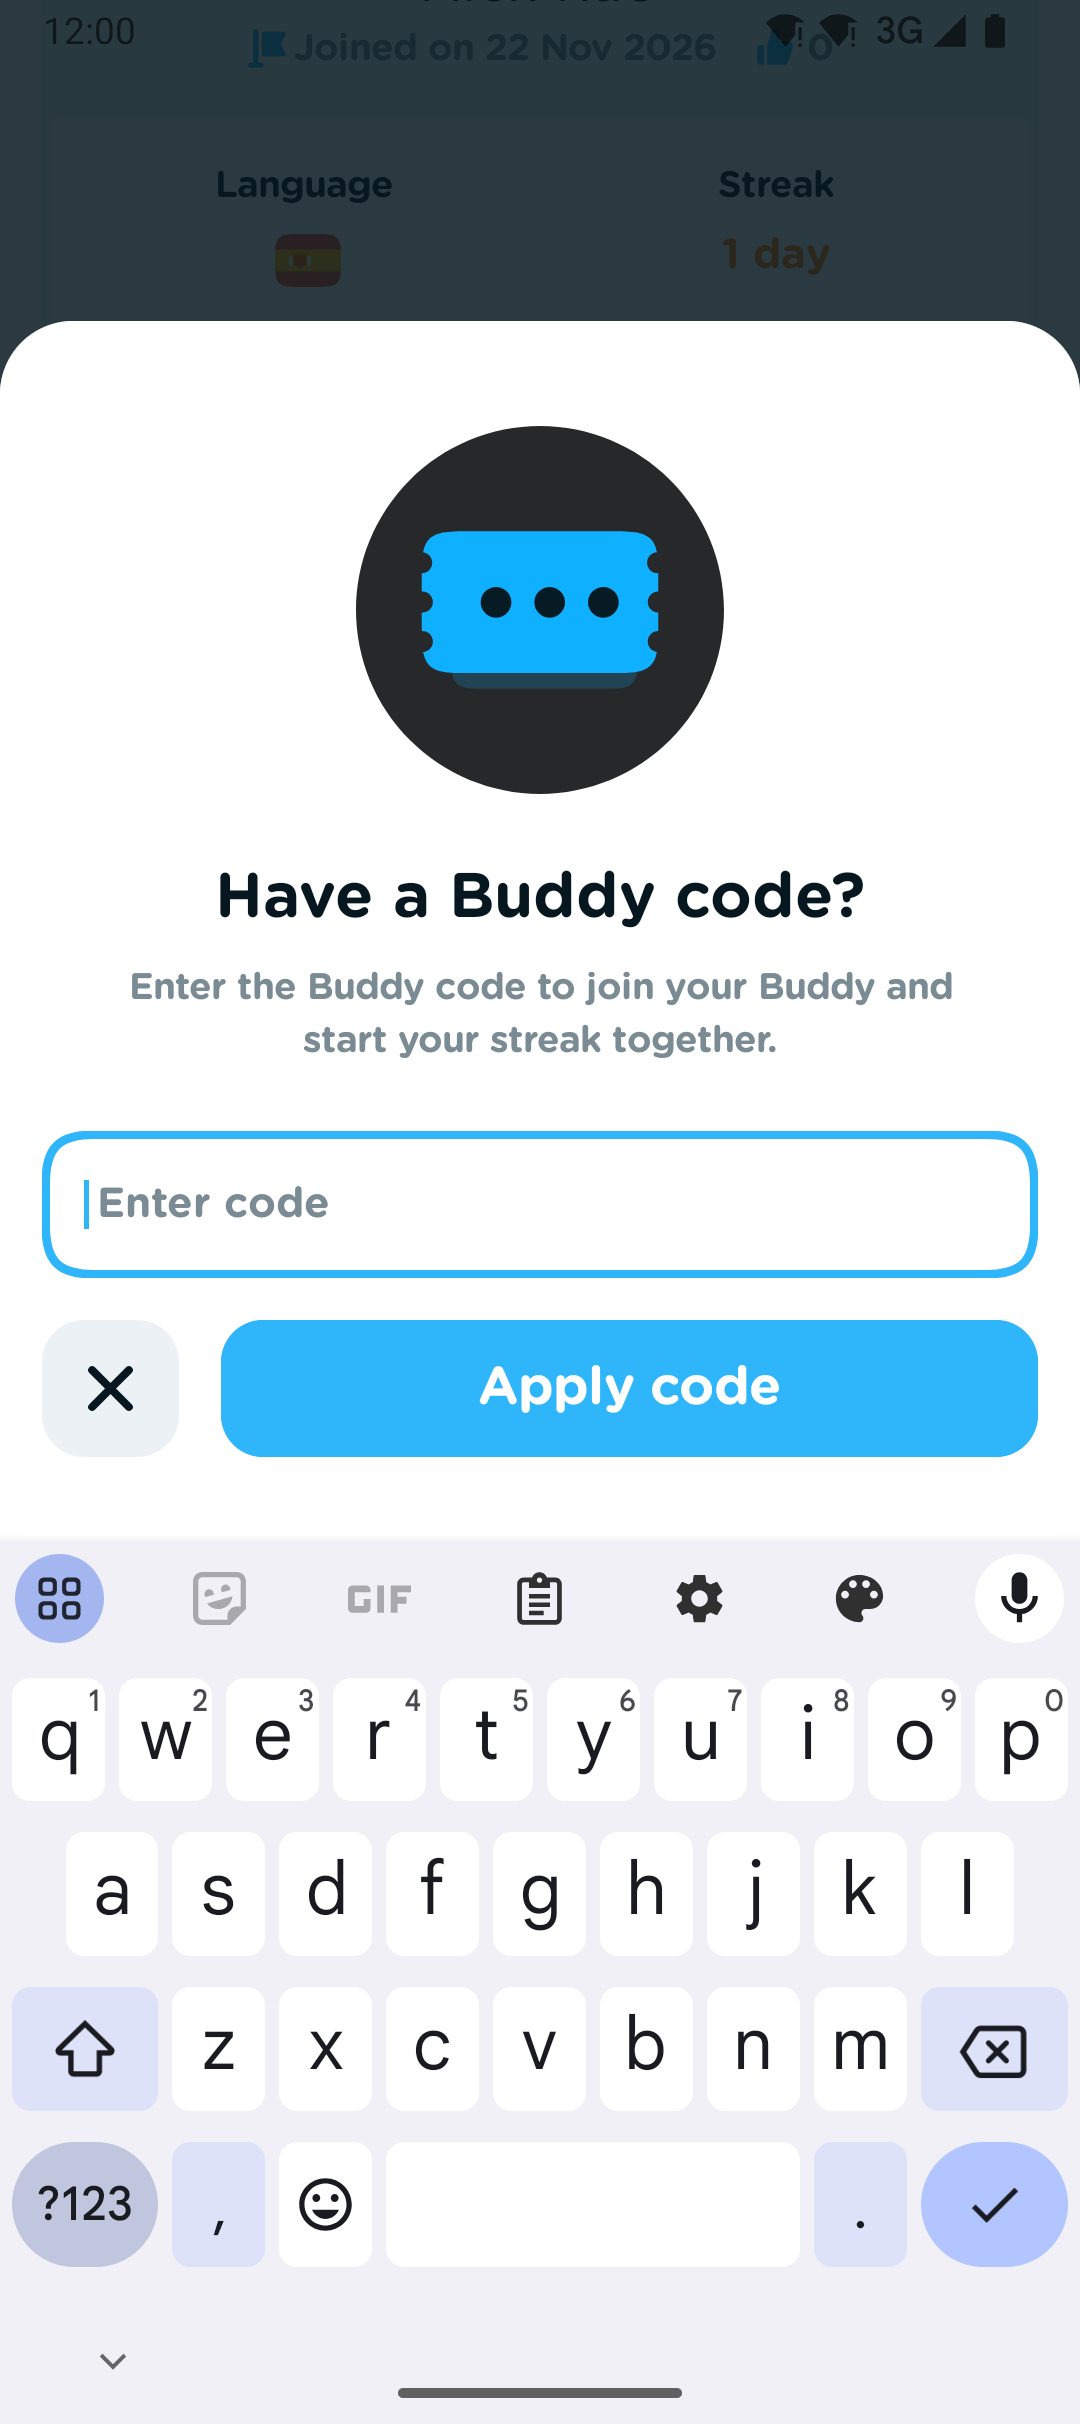 12:00
3G
Joined on 22 Nov 2026
0
Language
Streak
1 day
Have a Buddy code?
Enter the Buddy code to join your Buddy and
start your streak together.
Enter code
Apply code
GIF
q1 w2 e3 r4 t5 y6 u7 i8 o9 p0
a s d f g h j k l
z x c v b n m
?123 , .